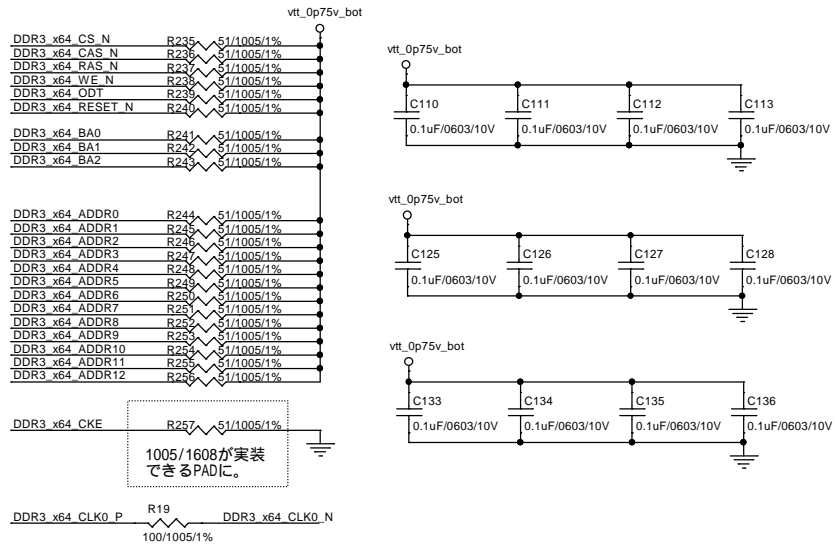 vtt_0p75v_bot
DDR3_x64_CS_N R235 51/1005/1%
DDR3_x64_CAS_N R236 51/1005/1%
DDR3_x64_RAS_N R237 51/1005/1%
DDR3_x64_WE_N R238 51/1005/1%
DDR3_x64_ODT R239 51/1005/1%
DDR3_x64_RESET_N R240 51/1005/1%
DDR3_x64_BA0 R241 51/1005/1%
DDR3_x64_BA1 R242 51/1005/1%
DDR3_x64_BA2 R243 51/1005/1%
DDR3_x64_ADDR0 R244 51/1005/1%
DDR3_x64_ADDR1 R245 51/1005/1%
DDR3_x64_ADDR2 R246 51/1005/1%
DDR3_x64_ADDR3 R247 51/1005/1%
DDR3_x64_ADDR4 R248 51/1005/1%
DDR3_x64_ADDR5 R249 51/1005/1%
DDR3_x64_ADDR6 R250 51/1005/1%
DDR3_x64_ADDR7 R251 51/1005/1%
DDR3_x64_ADDR8 R252 51/1005/1%
DDR3_x64_ADDR9 R253 51/1005/1%
DDR3_x64_ADDR10 R254 51/1005/1%
DDR3_x64_ADDR11 R255 51/1005/1%
DDR3_x64_ADDR12 R256 51/1005/1%
DDR3_x64_CKE R257 51/1005/1%
1005/1608が実装
できるPADに。
R19
DDR3_x64_CLK0_P DDR3_x64_CLK0_N
100/1005/1%
vtt_0p75v_bot
C110 C111 C112 C113
0.1uF/0603/10V 0.1uF/0603/10V 0.1uF/0603/10V 0.1uF/0603/10V
vtt_0p75v_bot
C125 C126 C127 C128
0.1uF/0603/10V 0.1uF/0603/10V 0.1uF/0603/10V 0.1uF/0603/10V
vtt_0p75v_bot
C133 C134 C135 C136
0.1uF/0603/10V 0.1uF/0603/10V 0.1uF/0603/10V 0.1uF/0603/10V